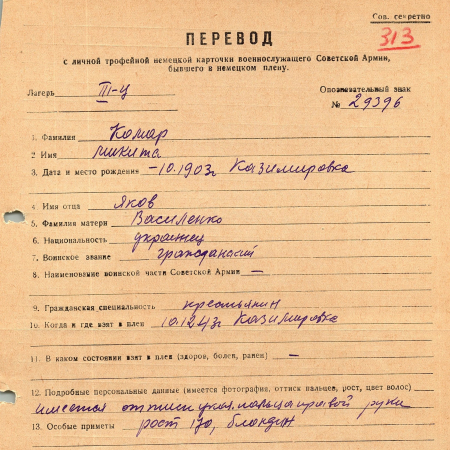 Сов. секретно
313
ПЕРЕВОД
с личной трофейной немецкой карточки военнослужащего Советской Армии,
бывшего в немецком плену.
Лагерь III-Ц Опознавательный знак
№ 29396
1. Фамилия Комар
2 Имя Микита
3. Дата и место рождения -10.1903г Казимировка
4. Имя отца Яков
5. Фамилия матери Василенко
6. Национальность украинец
7. Воинское звание гражданский
8. Наименование воинской части Советской Армии —
9. Гражданская специальность крестьянин
10. Когда и где взят в плен 10.12.43г Казимировка
11. В каком состоянии взят в плен (здоров, болен, ранен) —
12. Подробные персональные данные (имеется фотография, оттиск пальцев, рост, цвет волос)
имеется оттиск указ. пальца правой руки
13. Особые приметы рост 170, блондин